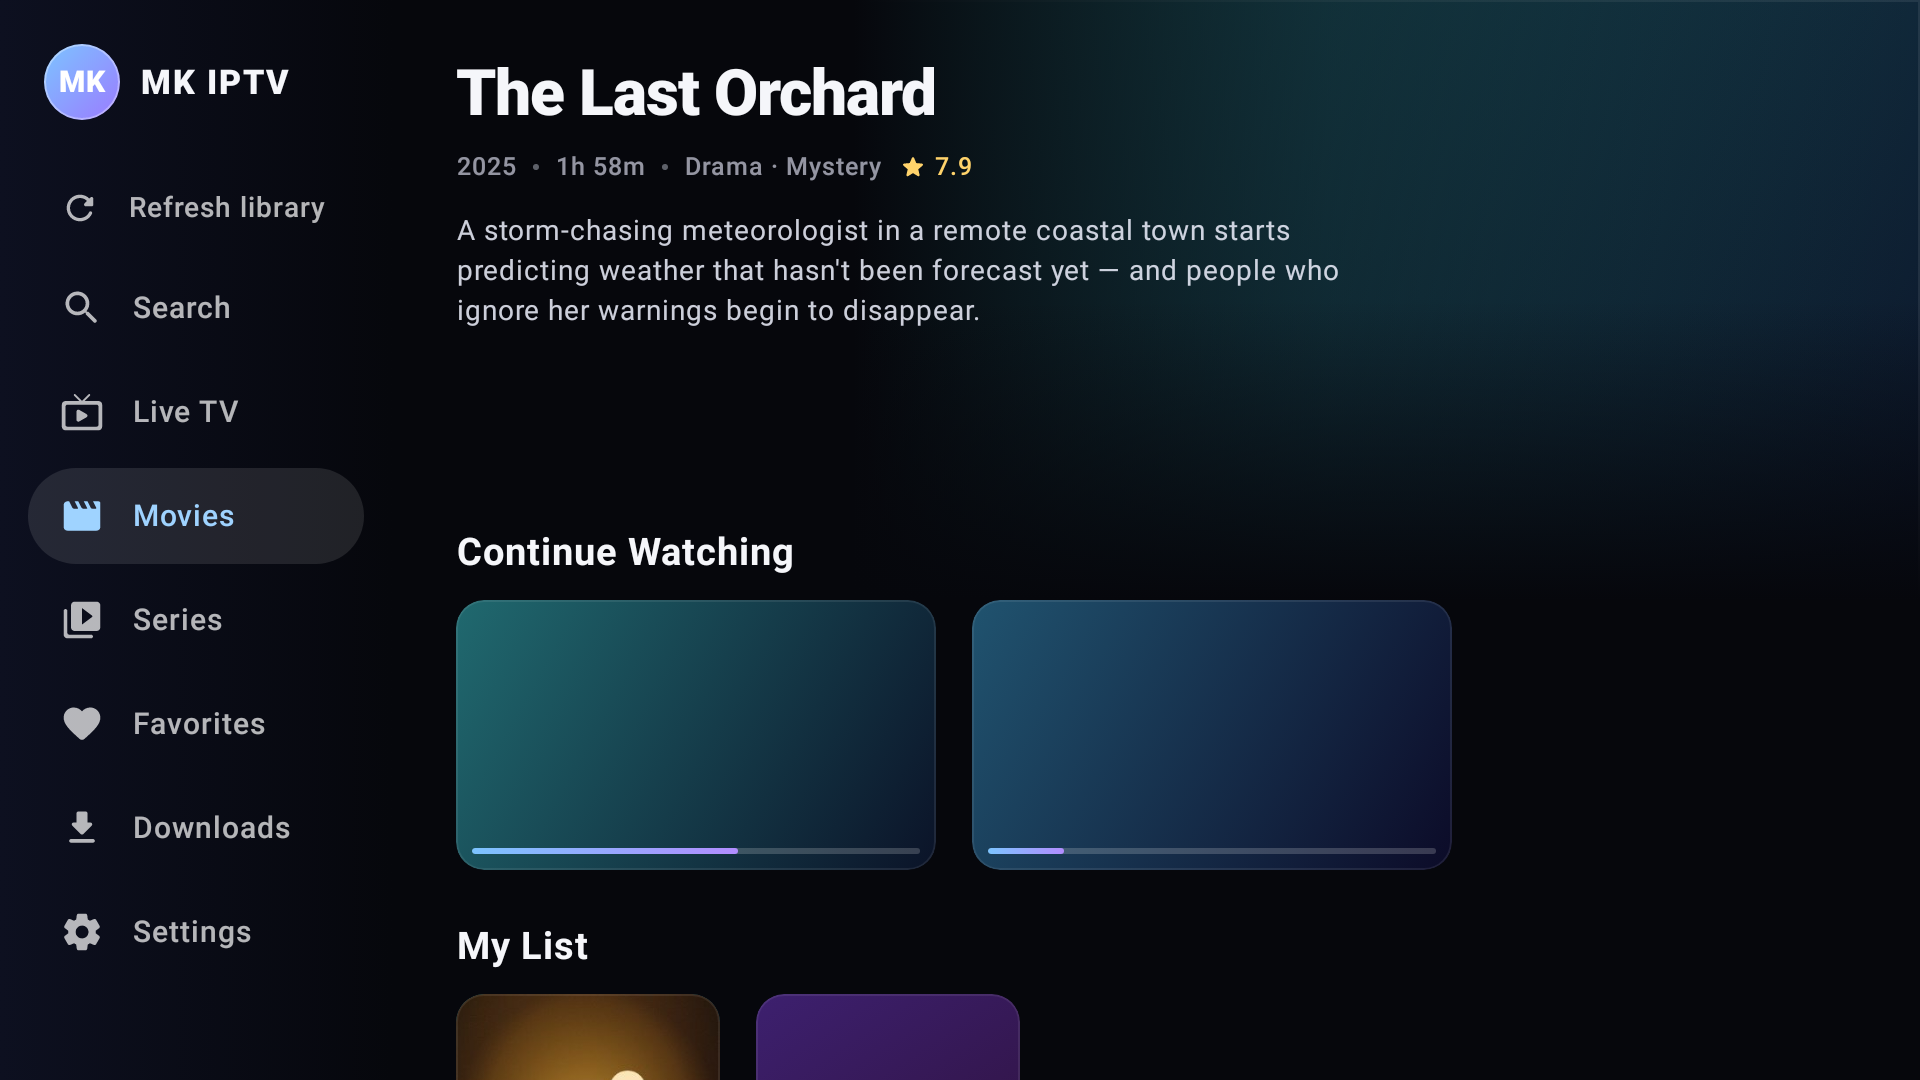 MK
MK IPTV
Refresh library
Search
Live TV
Movies
Series
Favorites
Downloads
Settings
The Last Orchard
2025 • 1h 58m • Drama · Mystery ★ 7.9
A storm-chasing meteorologist in a remote coastal town starts
predicting weather that hasn't been forecast yet — and people who
ignore her warnings begin to disappear.
Continue Watching
My List